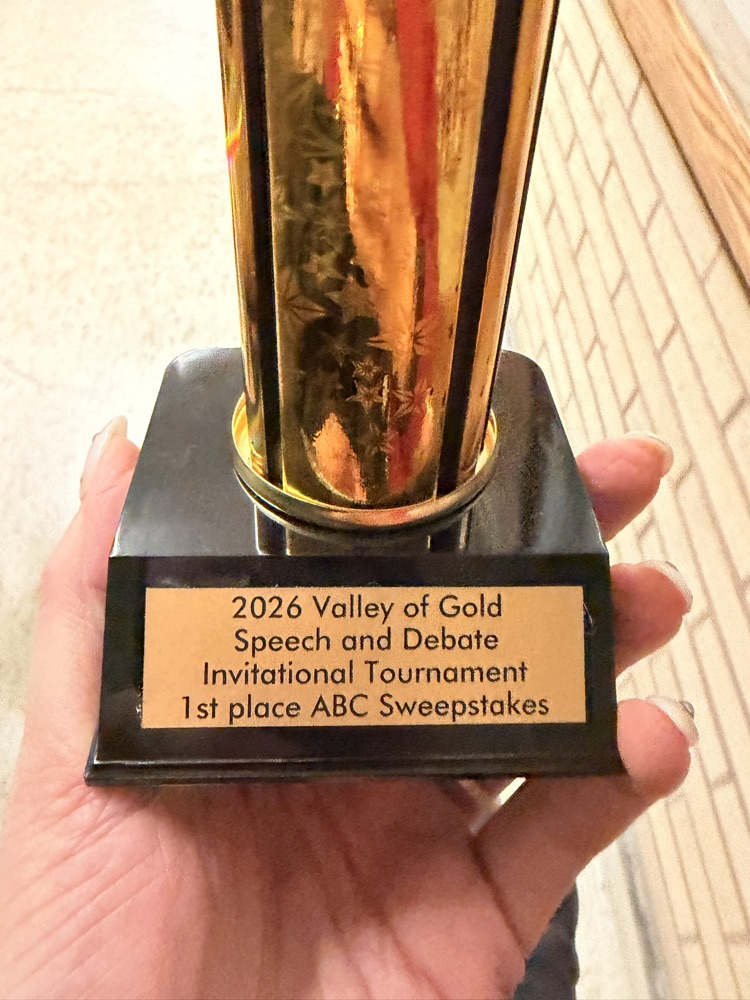 2026 Valley of Gold
Speech and Debate
Invitational Tournament
1st place ABC Sweepstakes